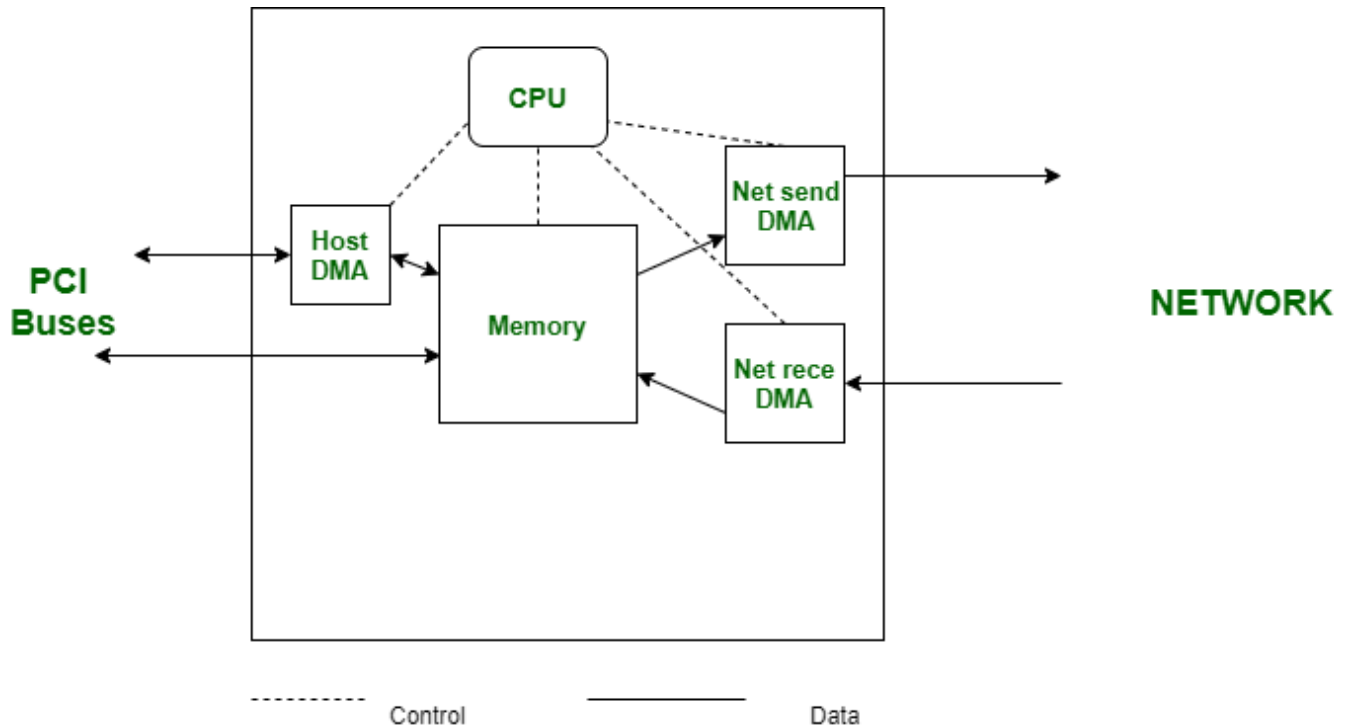 CPU
Net send
DMA
Host
DMA
PCI
Buses
Memory
NETWORK
Net rece
DMA
Control
Data